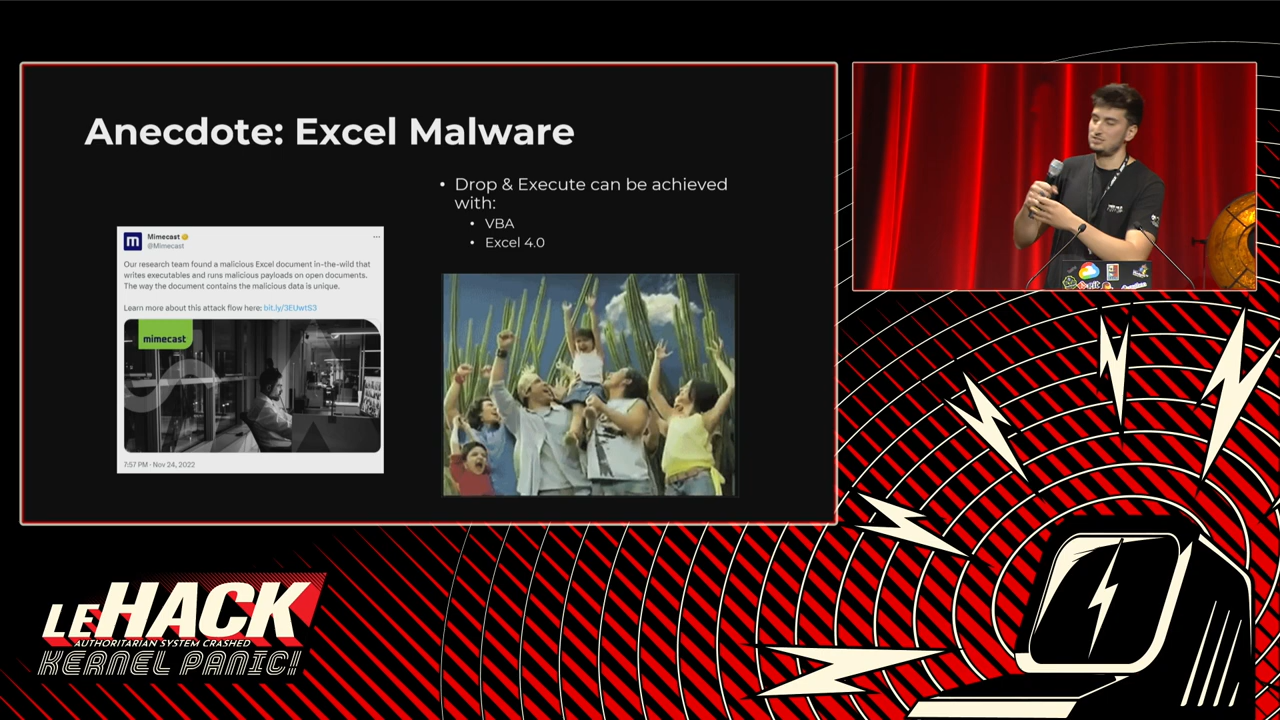 Anecdote: Excel Malware
• Drop & Execute can be achieved
with:
• VBA
• Excel 4.0
m
Mimecast
@Mimecast
...
Our research team found a malicious Excel document in-the-wild that
writes executables and runs malicious payloads on open documents.
The way the document contains the malicious data is unique.
Learn more about this attack flow here: bit.ly/3EUwtS3
mimecast
7:57 PM · Nov 24, 2022
LEHACK
AUTHORITARIAN SYSTEM CRASHED
KERNEL PANIC!